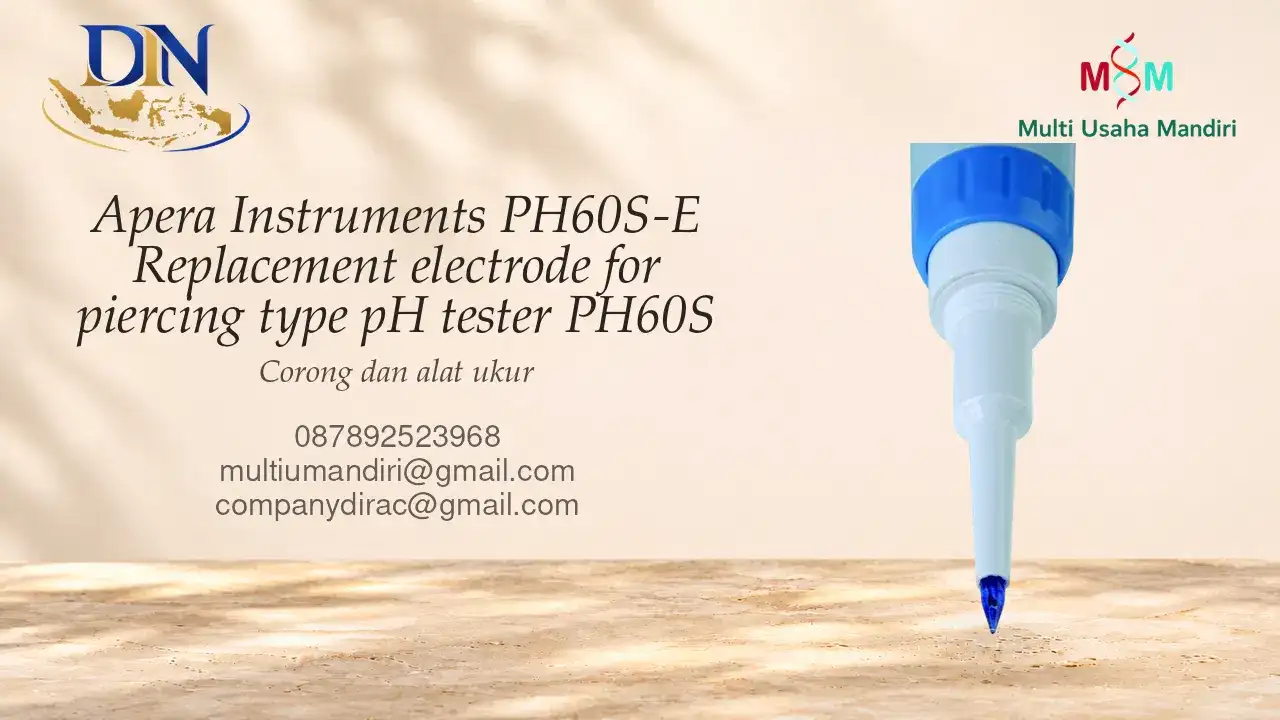 DIN
MSM
Multi Usaha Mandiri
Apera Instruments PH60S-E
Replacement electrode for
piercing type pH tester PH60S
Corong dan alat ukur
087892523968
multiumandiri@gmail.com
companydirac@gmail.com